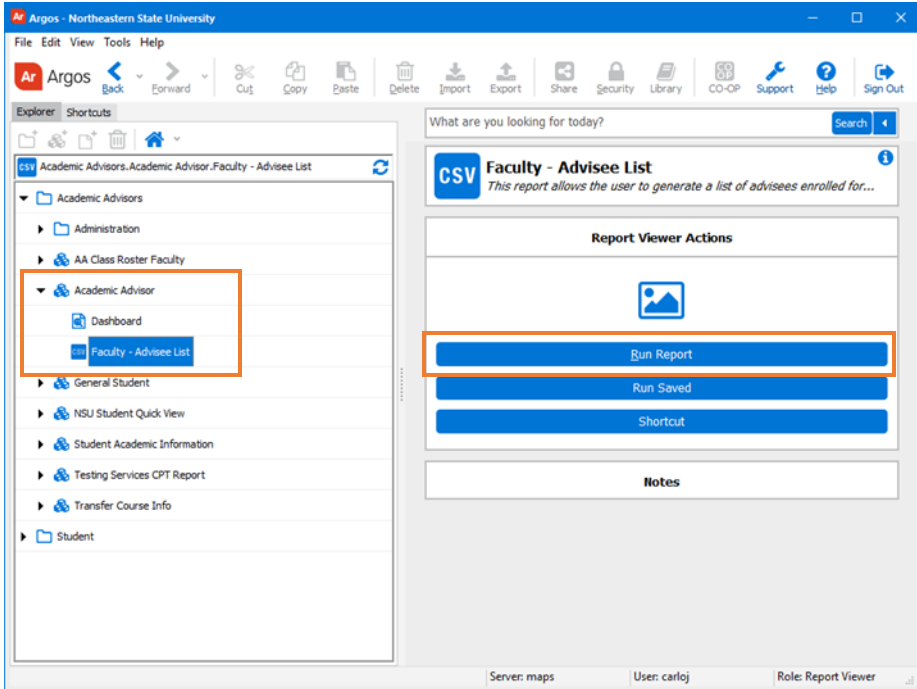 Ar Argos - Northeastern State University
File Edit View Tools Help
Ar Argos Back Forward Cut Copy Paste Delete Import Export Share Security Library CO-OP Support Help Sign Out
Explorer Shortcuts
What are you looking for today? Search
CSV Academic Advisors.Academic Advisor.Faculty - Advisee List
CSV Faculty - Advisee List
This report allows the user to generate a list of advisees enrolled for...
Academic Advisors
Administration
AA Class Roster Faculty
Academic Advisor
Dashboard
CSV Faculty - Advisee List
General Student
NSU Student Quick View
Student Academic Information
Testing Services CPT Report
Transfer Course Info
Student
Report Viewer Actions
Run Report
Run Saved
Shortcut
Notes
Server: maps User: carloj Role: Report Viewer